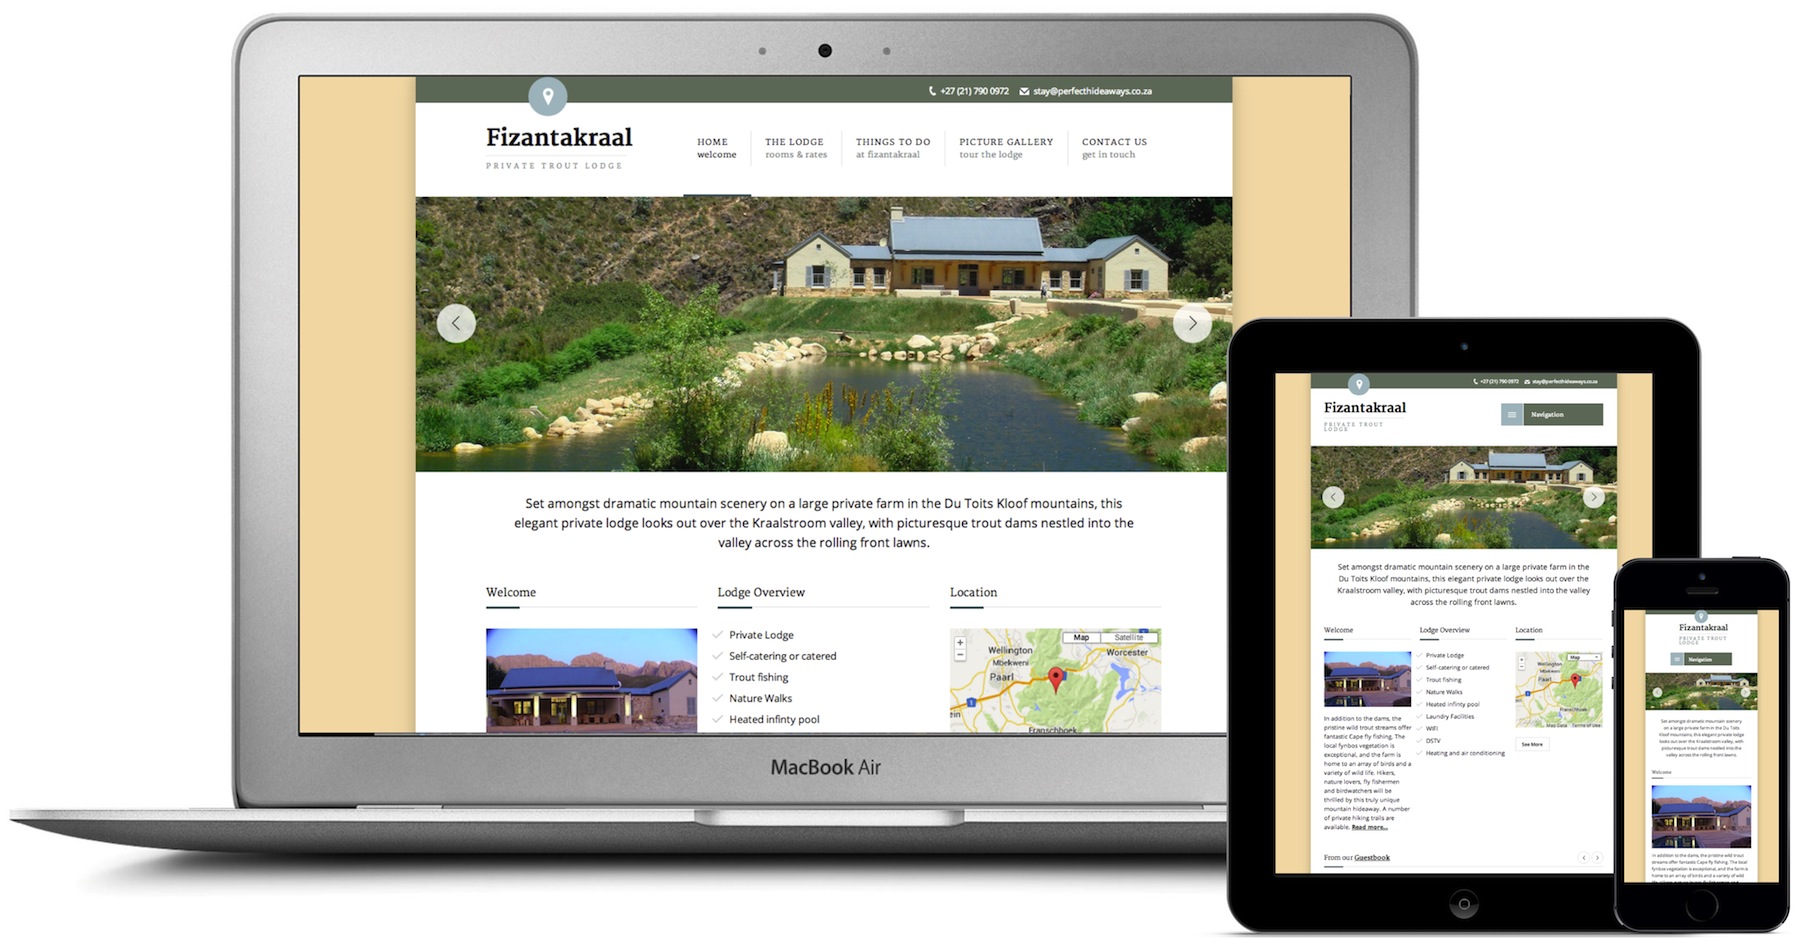 +27 (21) 790 0972 stay@perfecthideaways.co.za
Fizantakraal
PRIVATE TROUT LODGE
HOME
welcome
THE LODGE
rooms & rates
THINGS TO DO
at fizantakraal
PICTURE GALLERY
tour the lodge
CONTACT US
get in touch
Set amongst dramatic mountain scenery on a large private farm in the Du Toits Kloof mountains, this
elegant private lodge looks out over the Kraalstroom valley, with picturesque trout dams nestled into the
valley across the rolling front lawns.
Welcome
Lodge Overview
Private Lodge
Self-catering or catered
Trout fishing
Nature Walks
Heated infinty pool
Location
Map Satellite
Wellington
Mbekweni
Paarl
Worcester
1
ein
Franschhoek
MacBook Air
+27 (21) 790 0972 stay@perfecthideaways.co.za
Fizantakraal
PRIVATE TROUT
LODGE
Navigation
Set amongst dramatic mountain scenery on a large private farm in the
Du Toits Kloof mountains, this elegant private lodge looks out over the
Kraalstroom valley, with picturesque trout dams nestled into the valley
across the rolling front lawns.
Welcome
In addition to the dams, the
pristine wild trout streams offer
fantastic Cape fly fishing. The
local fynbos vegetation is
exceptional, and the farm is
home to an array of birds and a
variety of wild life. Hikers,
nature lovers, fly fishermen
and birdwatchers will be
thrilled by this truly unique
mountain hideaway. A number
of private hiking trails are
available. Read more...
Lodge Overview
Private Lodge
Self-catering or catered
Trout fishing
Nature Walks
Heated infinty pool
Laundry Facilities
WIFI
DSTV
Heating and air conditioning
Location
Map
Wellington
Paarl
Franschhoek
Map Data Terms of Use
See More
From our Guestbook
Fizantakraal
PRIVATE TROUT
LODGE
Navigation
Set amongst dramatic mountain scenery
on a large private farm in the Du Toits
Kloof mountains, this elegant private lodge
looks out over the Kraalstroom valley, with
picturesque trout dams nestled into the
valley across the rolling front lawns.
Welcome
In addition to the dams, the pristine wild trout
streams offer fantastic Cape fly fishing. The local
fynbos vegetation is exceptional, and the farm is
home to an array of birds and a variety of wild